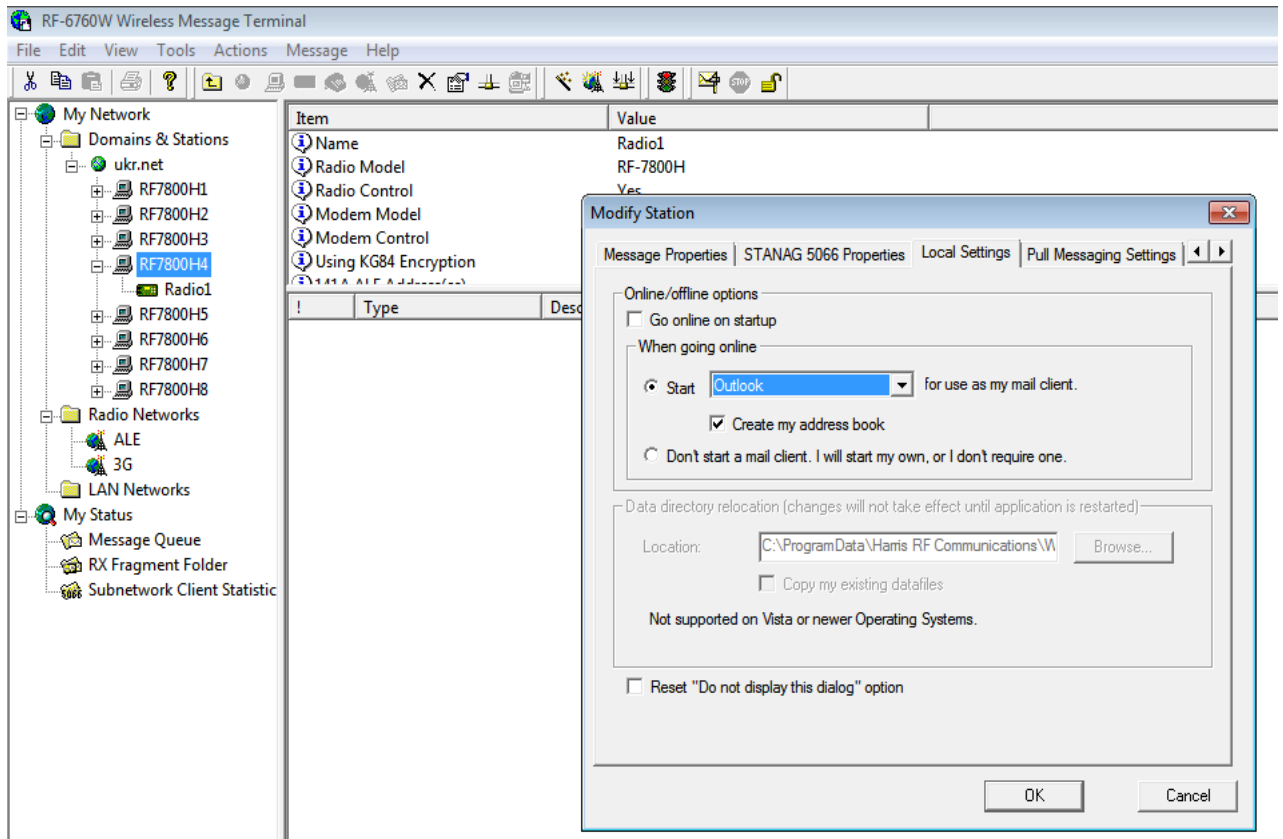 RF-6760W Wireless Message Terminal
File Edit View Tools Actions Message Help
My Network
Domains & Stations
ukr.net
RF7800H1
RF7800H2
RF7800H3
RF7800H4
Radio1
RF7800H5
RF7800H6
RF7800H7
RF7800H8
Radio Networks
ALE
3G
LAN Networks
My Status
Message Queue
RX Fragment Folder
Subnetwork Client Statistic
Item Value
Name Radio1
Radio Model RF-7800H
Radio Control Yes
Modem Model
Modem Control
Using KG84 Encryption
141A ALE Address(es)
! Type Desc
Modify Station
Message Properties STANAG 5066 Properties Local Settings Pull Messaging Settings
Online/offline options
Go online on startup
When going online
Start Outlook for use as my mail client.
Create my address book
Don't start a mail client. I will start my own, or I don't require one.
Data directory relocation (changes will not take effect until application is restarted)
Location: C:\ProgramData\Harris RF Communications\W Browse...
Copy my existing datafiles
Not supported on Vista or newer Operating Systems.
Reset "Do not display this dialog" option
OK Cancel